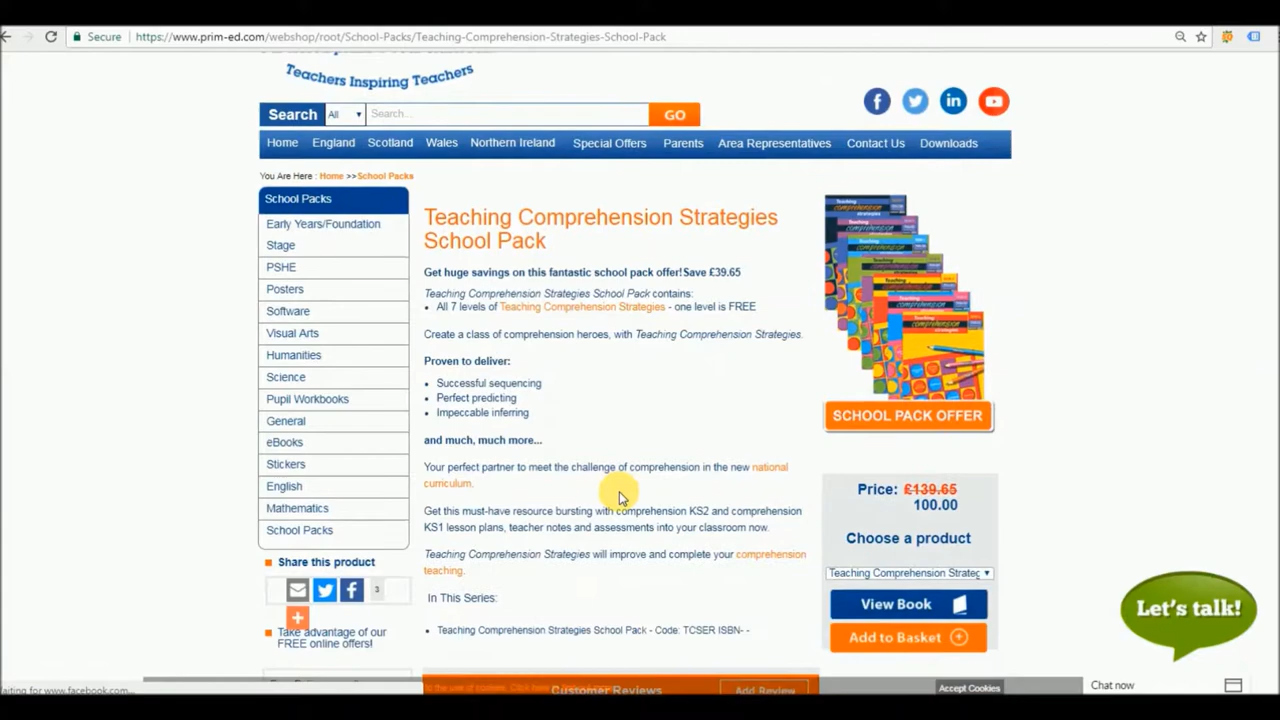 Secure https://www.prim-ed.com/webshop/root/School-Packs/Teaching-Comprehension-Strategies-School-Pack
Teachers Inspiring Teachers
Search All Search... GO
Home England Scotland Wales Northern Ireland Special Offers Parents Area Representatives Contact Us Downloads
You Are Here : Home >>School Packs
School Packs
Early Years/Foundation
Stage
PSHE
Posters
Software
Visual Arts
Humanities
Science
Pupil Workbooks
General
eBooks
Stickers
English
Mathematics
School Packs
Share this product
3
Take advantage of our
FREE online offers!
Teaching Comprehension Strategies
School Pack
Get huge savings on this fantastic school pack offer!Save £39.65
Teaching Comprehension Strategies School Pack contains:
All 7 levels of Teaching Comprehension Strategies - one level is FREE
Create a class of comprehension heroes, with Teaching Comprehension Strategies.
Proven to deliver:
Successful sequencing
Perfect predicting
Impeccable inferring
and much, much more...
Your perfect partner to meet the challenge of comprehension in the new national
curriculum.
Get this must-have resource bursting with comprehension KS2 and comprehension
KS1 lesson plans, teacher notes and assessments into your classroom now.
Teaching Comprehension Strategies will improve and complete your comprehension
teaching.
In This Series:
Teaching Comprehension Strategies School Pack - Code: TCSER ISBN- -
Customer Reviews Add Review
Teaching
comprehension
strategies
SCHOOL PACK OFFER
Price: £139.65
100.00
Choose a product
Teaching Comprehension Strateg
View Book
Add to Basket
Let's talk!
Accept Cookies
Chat now
aiting for www.facebook.com...